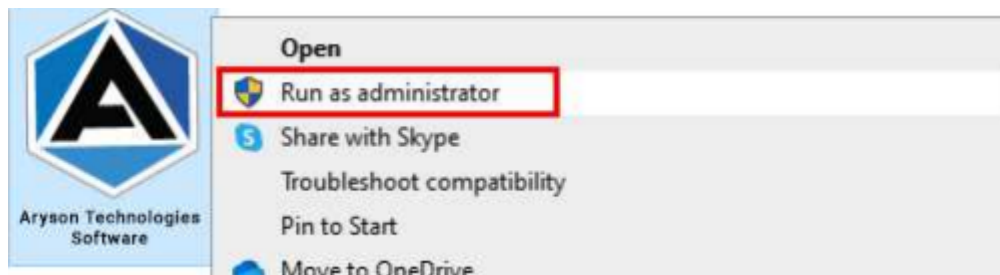 Open
Run as administrator
Share with Skype
Troubleshoot compatibility
Pin to Start
Move to OneDrive
Aryson Technologies
Software